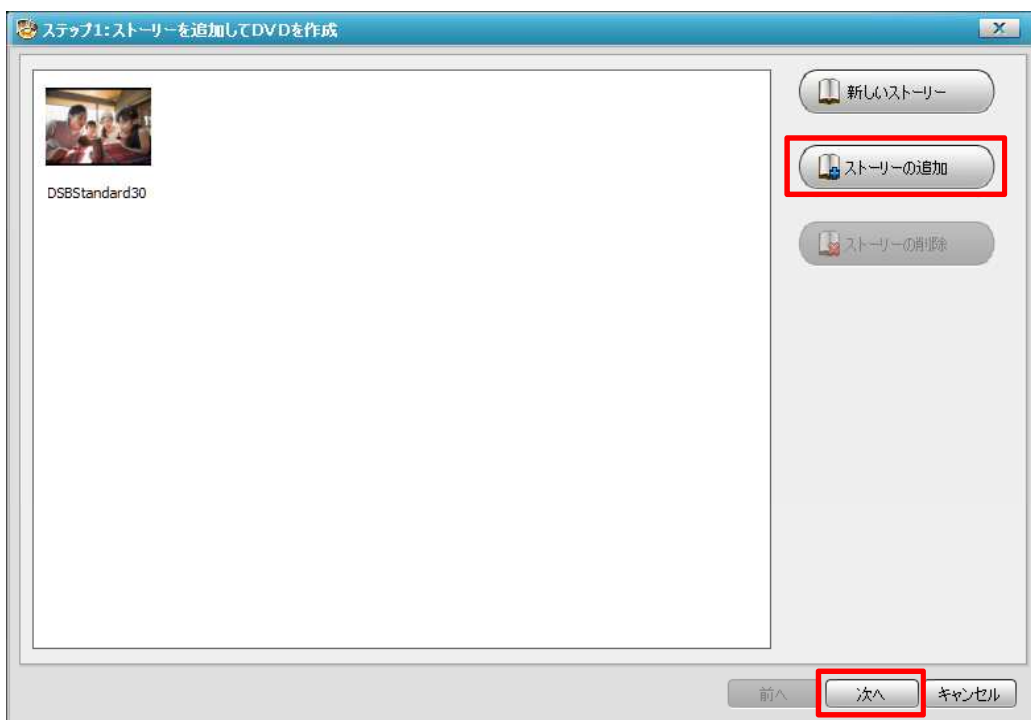 ステップ1:ストーリーを追加してDVDを作成
新しいストーリー
ストーリーの追加
DSBStandard30
ストーリーの削除
前へ
次へ
キャンセル